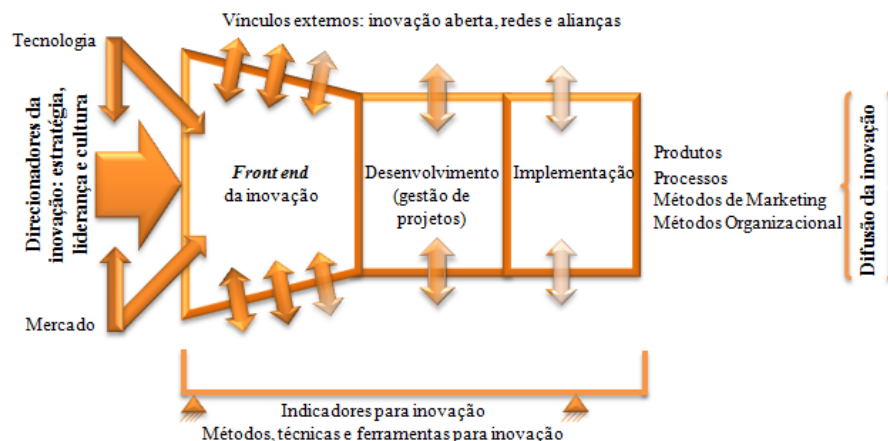 Vínculos externos: inovação aberta, redes e alianças
Tecnologia
Direcionadores da
inovação: estratégia,
liderança e cultura
Mercado
Front end
da inovação
Desenvolvimento
(gestão de
projetos)
Implementação
Produtos
Processos
Métodos de Marketing
Métodos Organizacional
Difusão da inovação
Indicadores para inovação
Métodos, técnicas e ferramentas para inovação